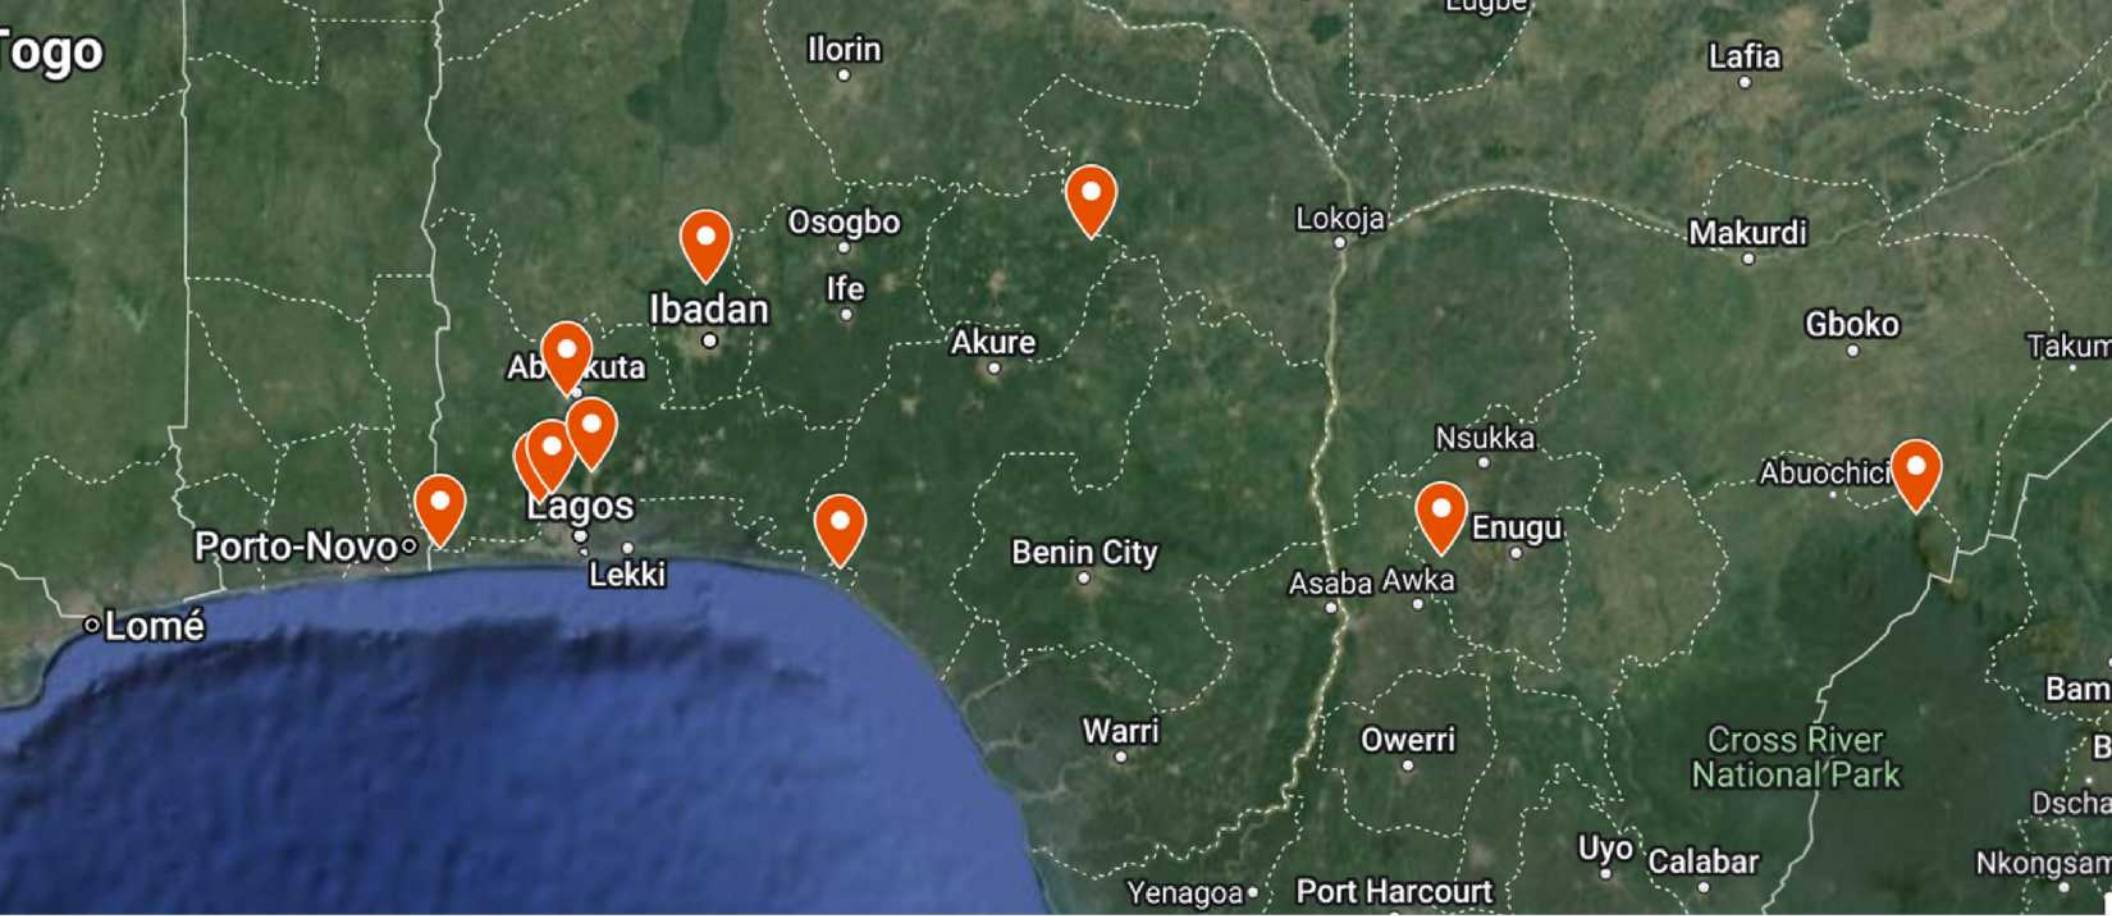 Togo
Ilorin
Lafia
Osogbo
Lokoja
Makurdi
Ife
Ibadan
Gboko
Akure
Takum
Nsukka
Abuochici
Lagos
Enugu
Porto-Novo
Benin City
Lekki
Asaba
Awka
Lomé
Bam
Warri
Owerri
Cross River
National Park
B
Dscha
Uyo
Calabar
Nkongsam
Yenagoa
Port Harcourt